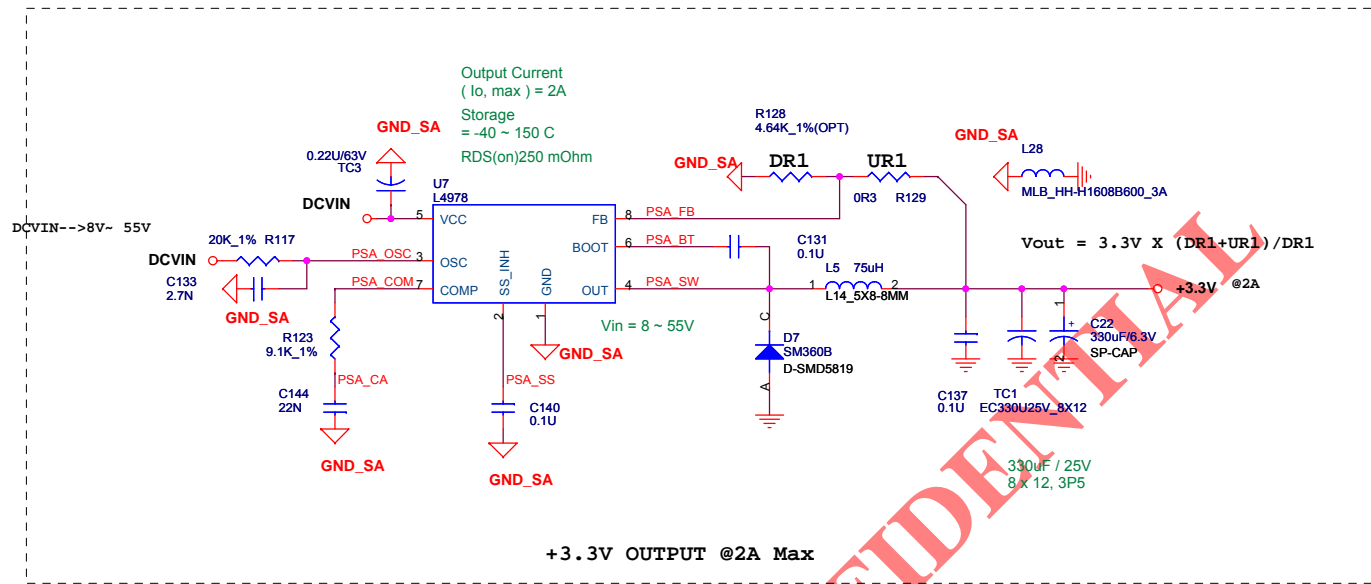 Output Current
( Io, max ) = 2A
Storage
= -40 ~ 150 C
RDS(on)250 mOhm
GND_SA
0.22U/63V
TC3
U7
L4978
DCVIN
DCVIN-->8V~ 55V
20K_1% R117
DCVIN
C133
2.7N
GND_SA
PSA_OSC
PSA_COM
5 VCC
3 OSC
7 COMP
SS_INH
GND
FB 8
BOOT 6
OUT 4
2
1
PSA_FB
PSA_BT
PSA_SW
R123
9.1K_1%
PSA_CA
C144
22N
GND_SA
PSA_SS
C140
0.1U
GND_SA
GND_SA
Vin = 8 ~ 55V
R128
4.64K_1%(OPT)
GND_SA
DR1
UR1
0R3 R129
C131
0.1U
L5 75uH
1 2
L14_5X8-8MM
C
D7
SM360B
D-SMD5819
A
GND_SA
L28
MLB_HH-H1608B600_3A
Vout = 3.3V X (DR1+UR1)/DR1
+3.3V @2A
1
+
C22
330uF/6.3V
SP-CAP
2
C137
0.1U
TC1
EC330U25V_8X12
330uF / 25V
8 x 12, 3P5
+3.3V OUTPUT @2A Max
FIDENTIAL